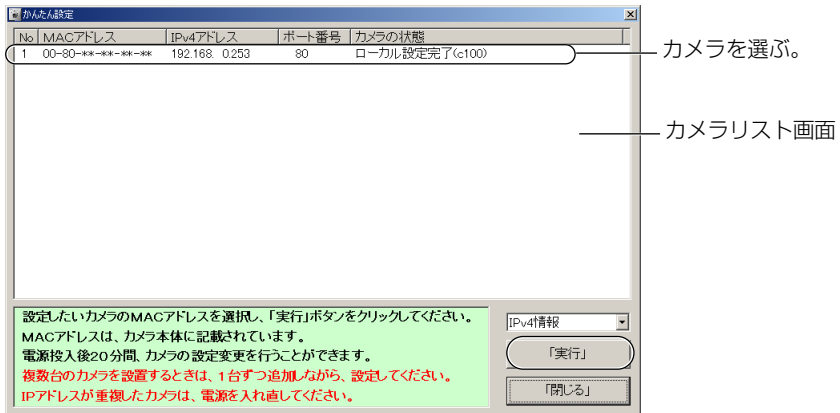 かんたん設定
No MACアドレス IPv4アドレス ポート番号 カメラの状態
1 00-80-**-**-**-** 192.168. 0.253 80 ローカル設定完了(c100)
カメラを選ぶ。
カメラリスト画面
設定したいカメラのMACアドレスを選択し、「実行」ボタンをクリックしてください。
MACアドレスは、カメラ本体に記載されています。
電源投入後20分間、カメラの設定変更を行うことができます。
複数台のカメラを設置するときは、1台ずつ追加しながら、設定してください。
IPアドレスが重複したカメラは、電源を入れ直してください。
IPv4情報
「実行」
「閉じる」